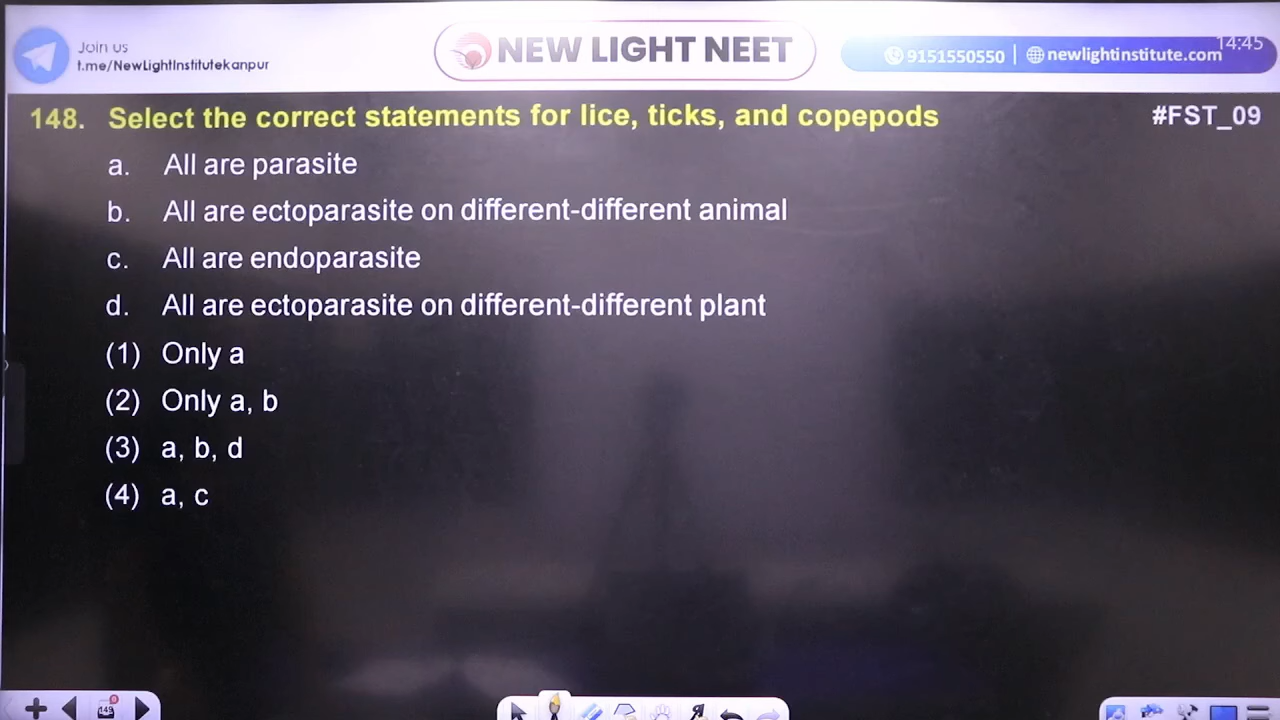 Join us
t.me/NewLightInstitutekanpur
NEW LIGHT NEET
9151550550 | newlightinstitute.com
14:45
148. Select the correct statements for lice, ticks, and copepods
#FST_09
a. All are parasite
b. All are ectoparasite on different-different animal
c. All are endoparasite
d. All are ectoparasite on different-different plant
(1) Only a
(2) Only a, b
(3) a, b, d
(4) a, c
149